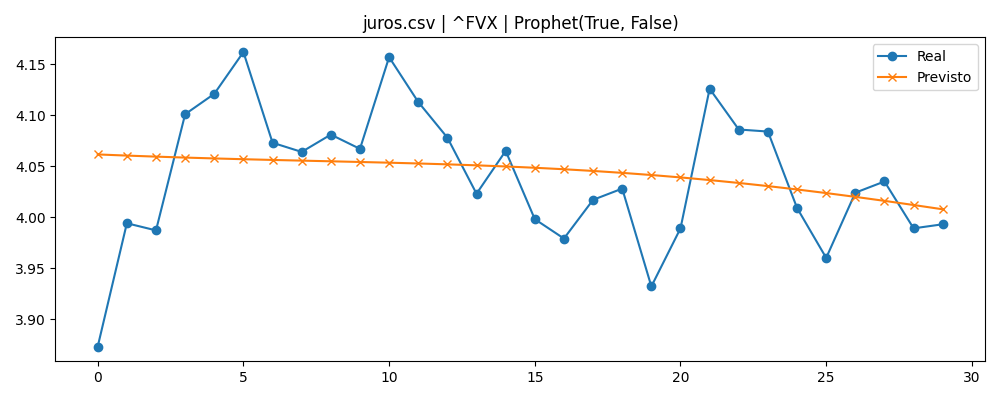 juros.csv | ^FVX | Prophet(True, False)
Real
Previsto
4.15
4.10
4.05
4.00
3.95
3.90
0 5 10 15 20 25 30